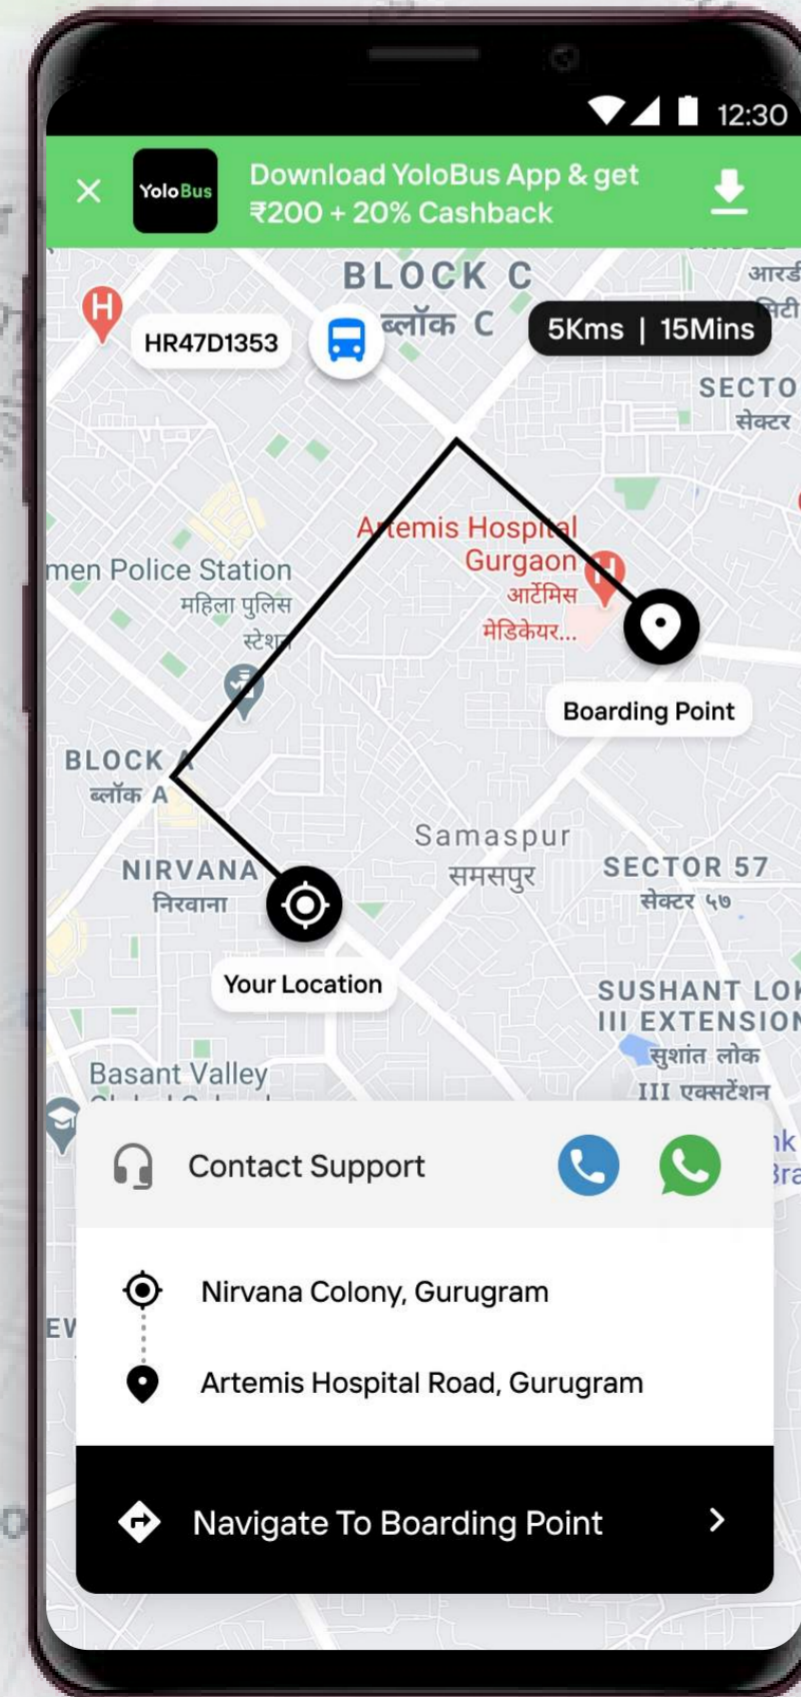 12:30
YoloBus
Download YoloBus App & get
₹200 + 20% Cashback
BLOCK C
ब्लॉक C
HR47D1353
5Kms | 15Mins
SECTO
सेक्टर
Artemis Hospital
Gurgaon
आर्टेमिस
मेडिकेयर...
men Police Station
महिला पुलिस
स्टेशन
Boarding Point
BLOCK A
ब्लॉक A
Samaspur
समसपुर
NIRVANA
निरवाना
SECTOR 57
सेक्टर ५७
Your Location
SUSHANT LOK
III EXTENSION
सुशांत लोक
III एक्सटेंशन
Basant Valley
Contact Support
Nirvana Colony, Gurugram
Artemis Hospital Road, Gurugram
Navigate To Boarding Point